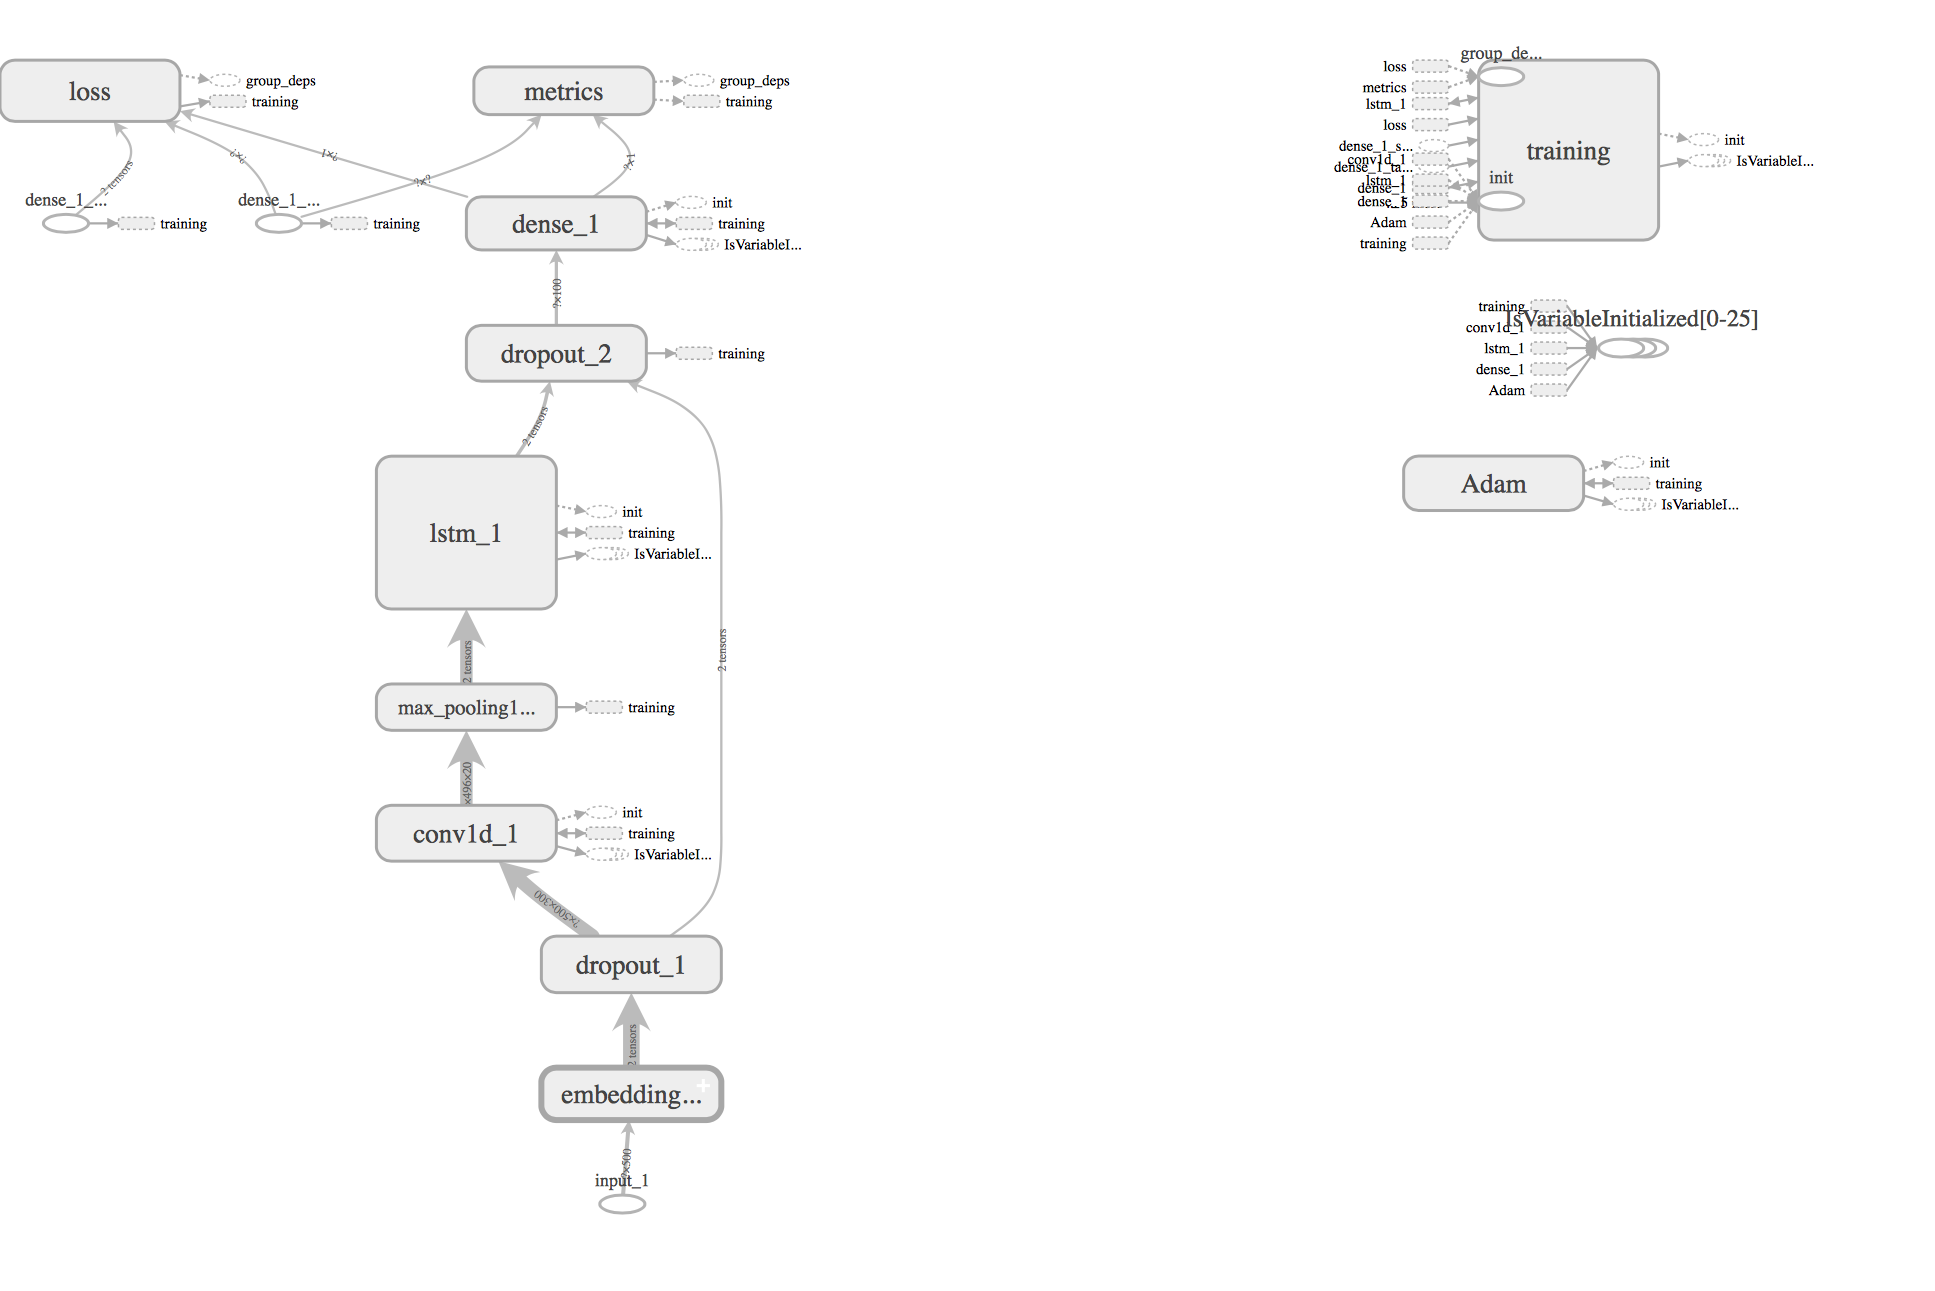 loss
group_deps
training
metrics
group_deps
training
2 tensors
?×?
?×1
?×?
?×1
dense_1_...
training
dense_1_...
training
dense_1
init
training
IsVariableI...
?×100
dropout_2
training
2 tensors
lstm_1
init
training
IsVariableI...
2 tensors
2 tensors
max_pooling1...
training
×496×20
conv1d_1
init
training
IsVariableI...
?×500×300
dropout_1
2 tensors
embedding...
?×500
input_1
group_de...
loss
metrics
lstm_1
loss
dense_1_s...
conv1d_1
dense_1_ta...
lstm_1
dense_1
dense_1
Adam
training
training
init
init
IsVariableI...
IsVariableInitialized[0-25]
training
conv1d_1
lstm_1
dense_1
Adam
Adam
init
training
IsVariableI...